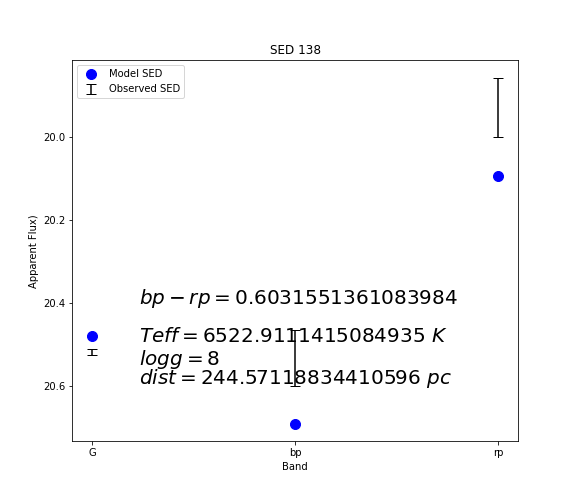 SED 138
Model SED
Observed SED
Apparent Flux)
20.0
20.2
20.4
20.6
bp − rp = 0.6031551361083984
Teff = 6522.9111415084935 K
logg = 8
dist = 244.57118834410596 pc
G
bp
rp
Band